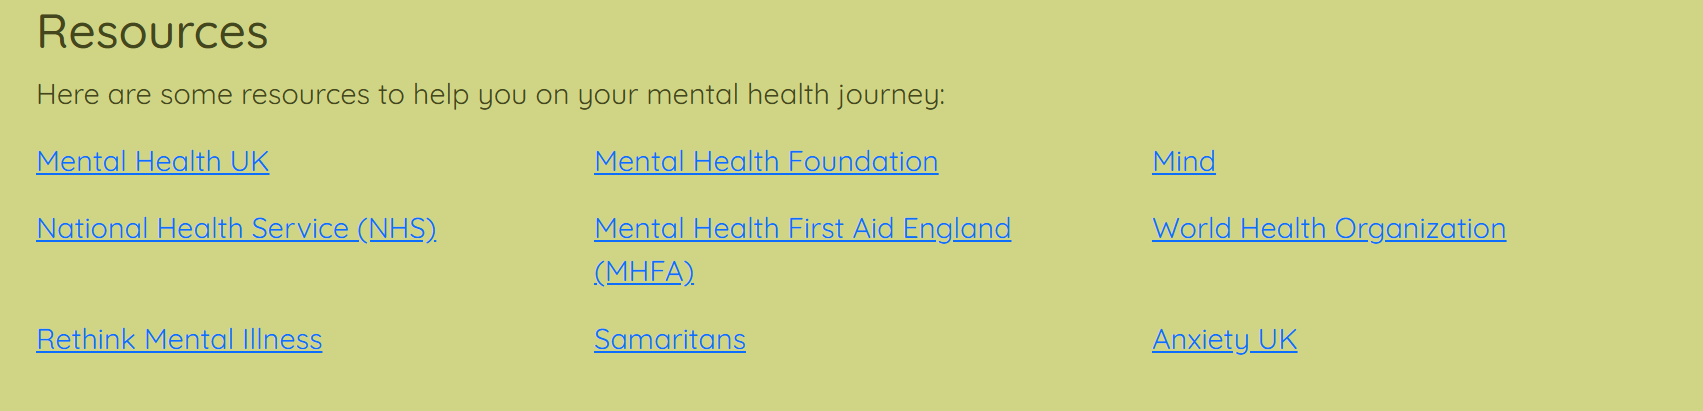 Resources
Here are some resources to help you on your mental health journey:
Mental Health UK
Mental Health Foundation
Mind
National Health Service (NHS)
Mental Health First Aid England
(MHFA)
World Health Organization
Rethink Mental Illness
Samaritans
Anxiety UK